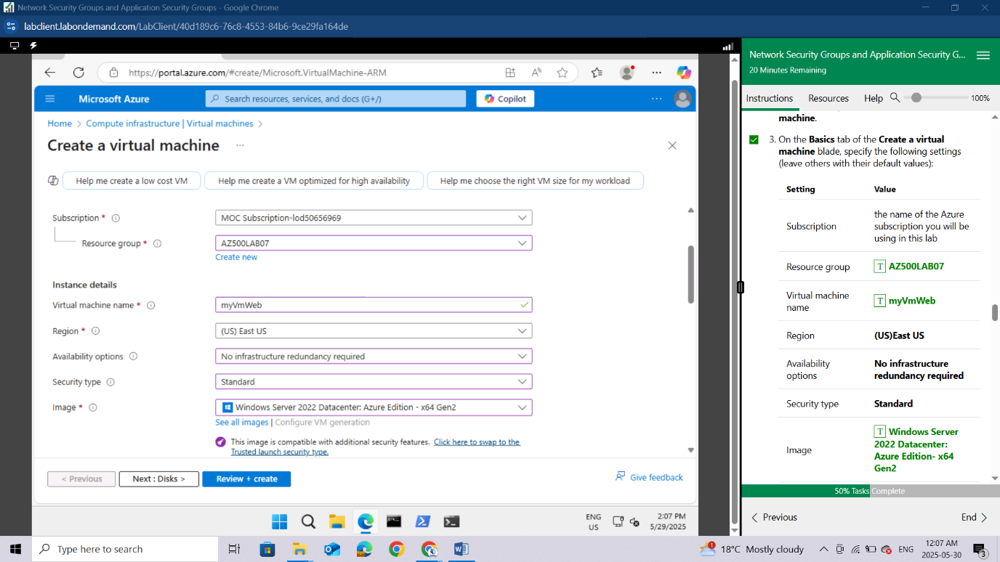 Network Security Groups and Application Security Groups - Google Chrome
labclient.labondemand.com/LabClient/40d189c6-76c8-4553-84b6-9ce29fa164de
https://portal.azure.com/#create/Microsoft.VirtualMachine-ARM
Microsoft Azure
Search resources, services, and docs (G+/)
Copilot
Home > Compute infrastructure | Virtual machines >
Create a virtual machine ...
Help me create a low cost VM
Help me create a VM optimized for high availability
Help me choose the right VM size for my workload
Subscription *
MOC Subscription-lod50656969
Resource group *
AZ500LAB07
Create new
Instance details
Virtual machine name *
myVmWeb
Region *
(US) East US
Availability options
No infrastructure redundancy required
Security type
Standard
Image *
Windows Server 2022 Datacenter: Azure Edition - x64 Gen2
See all images | Configure VM generation
This image is compatible with additional security features. Click here to swap to the
Trusted launch security type.
< Previous
Next : Disks >
Review + create
Give feedback
ENG
US
2:07 PM
5/29/2025
Network Security Groups and Application Security G...
20 Minutes Remaining
Instructions
Resources
Help
100%
machine.
3. On the Basics tab of the Create a virtual
machine blade, specify the following settings
(leave others with their default values):
Setting Value
Subscription
the name of the Azure
subscription you will be
using in this lab
Resource group
T AZ500LAB07
Virtual machine
name
T myVmWeb
Region
(US)East US
Availability
options
No infrastructure
redundancy required
Security type
Standard
Image
T Windows Server
2022 Datacenter:
Azure Edition- x64
Gen2
50% Tasks Complete
< Previous
End >
Type here to search
1
18°C Mostly cloudy
ENG
12:07 AM
2025-05-30
3